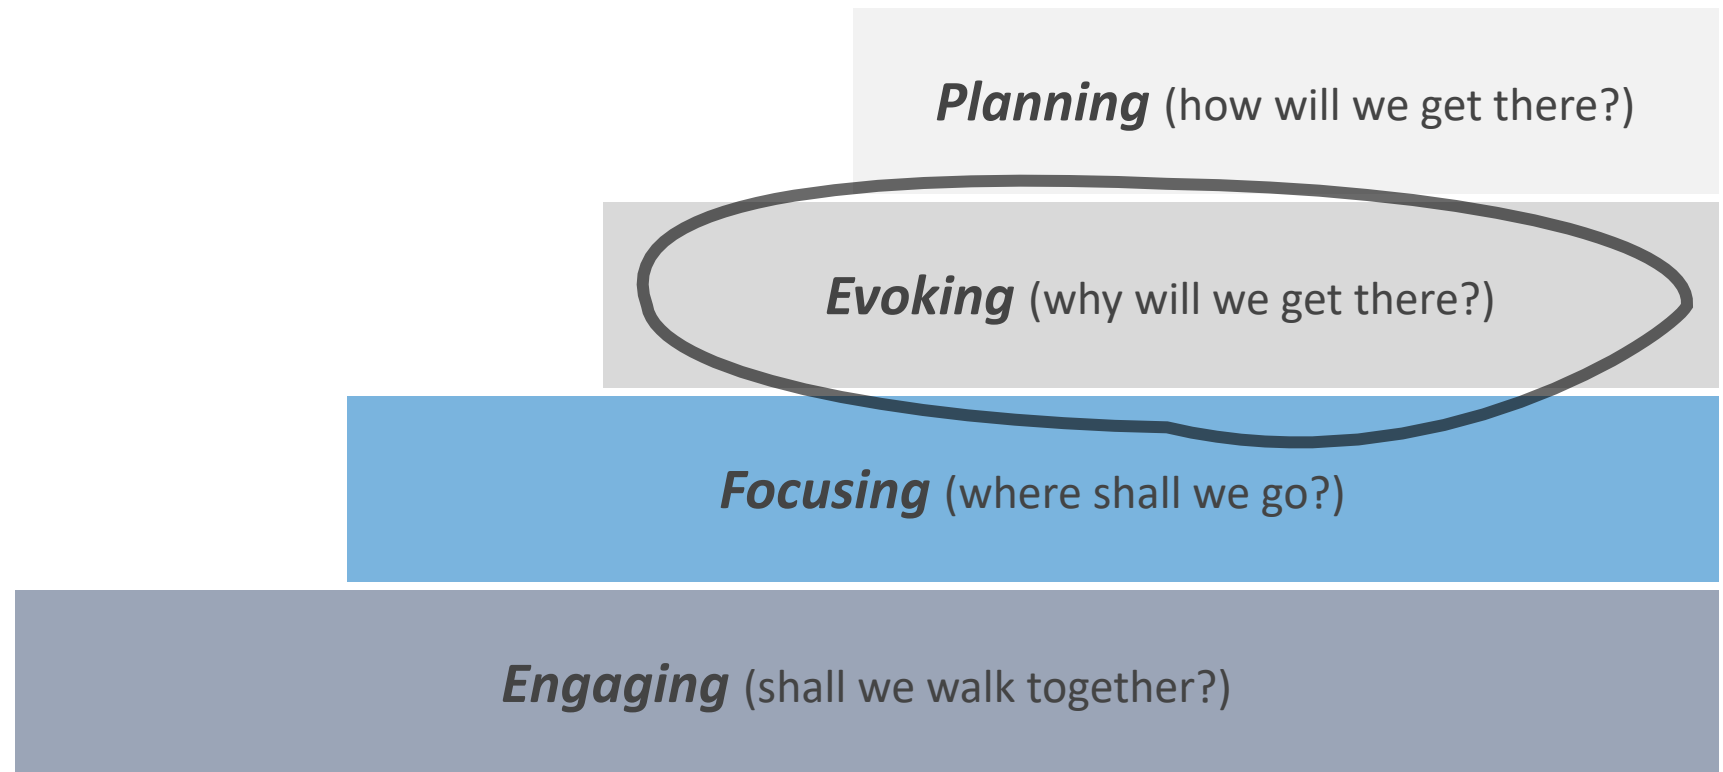 Planning (how will we get there?)
Evoking (why will we get there?)
Focusing (where shall we go?)
Engaging (shall we walk together?)